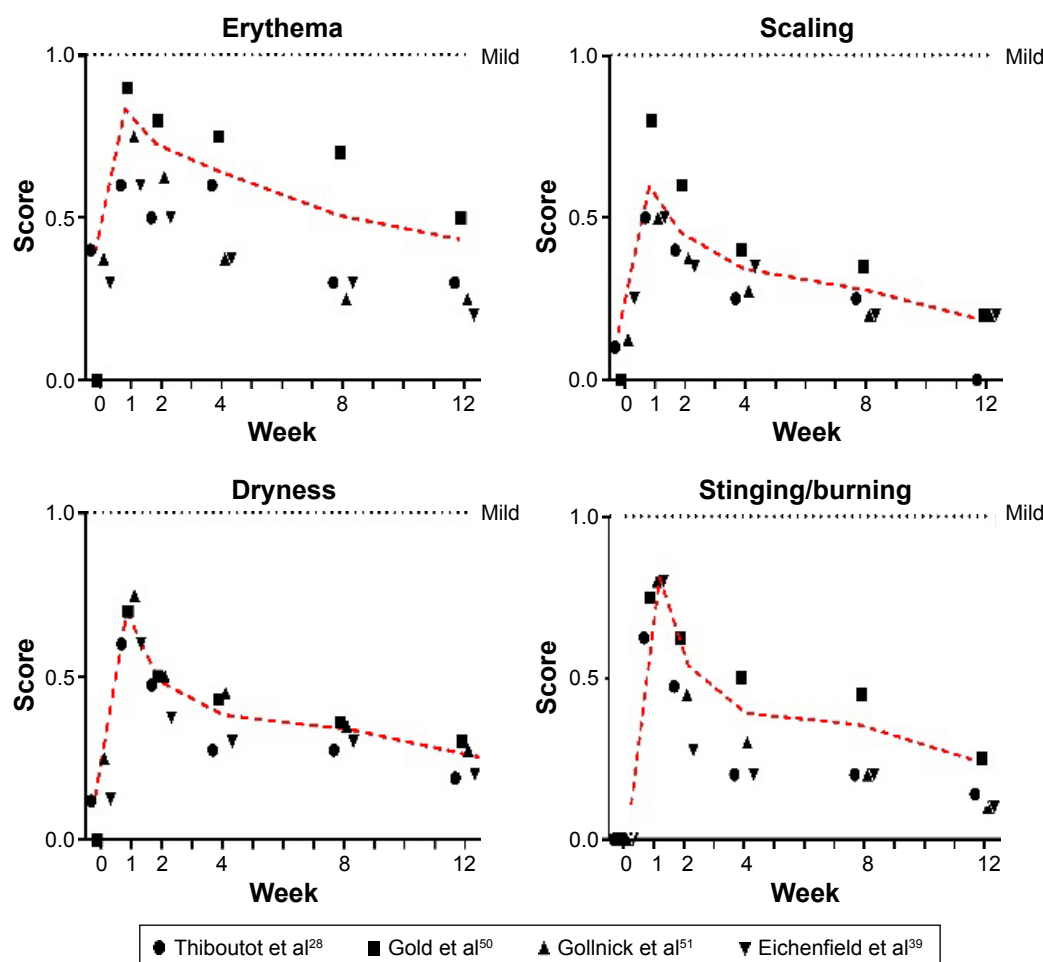 Erythema
1.0
Mild
Score
0.5
0.0
0 1 2 4 8 12
Week
Scaling
1.0
Mild
Score
0.5
0.0
0 1 2 4 8 12
Week
Dryness
1.0
Mild
Score
0.5
0.0
0 1 2 4 8 12
Week
Stinging/burning
1.0
Mild
Score
0.5
0.0
0 1 2 4 8 12
Week
Thiboutot et al28 Gold et al50 Gollnick et al51 Eichenfield et al39